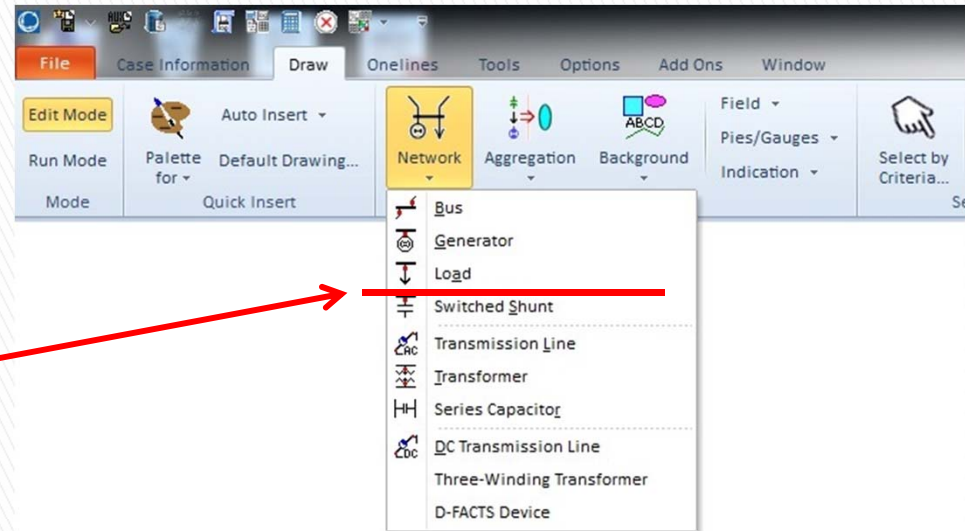 AUX
File Case Information Draw Onelines Tools Options Add Ons Window
Edit Mode
Run Mode
Mode
Palette for
Auto Insert
Default Drawing...
Quick Insert
Network
Aggregation
ABCD
Background
Field
Pies/Gauges
Indication
Select by
Criteria...
Se
Bus
Generator
Load
Switched Shunt
AC Transmission Line
Transformer
Series Capacitor
DC DC Transmission Line
Three-Winding Transformer
D-FACTS Device